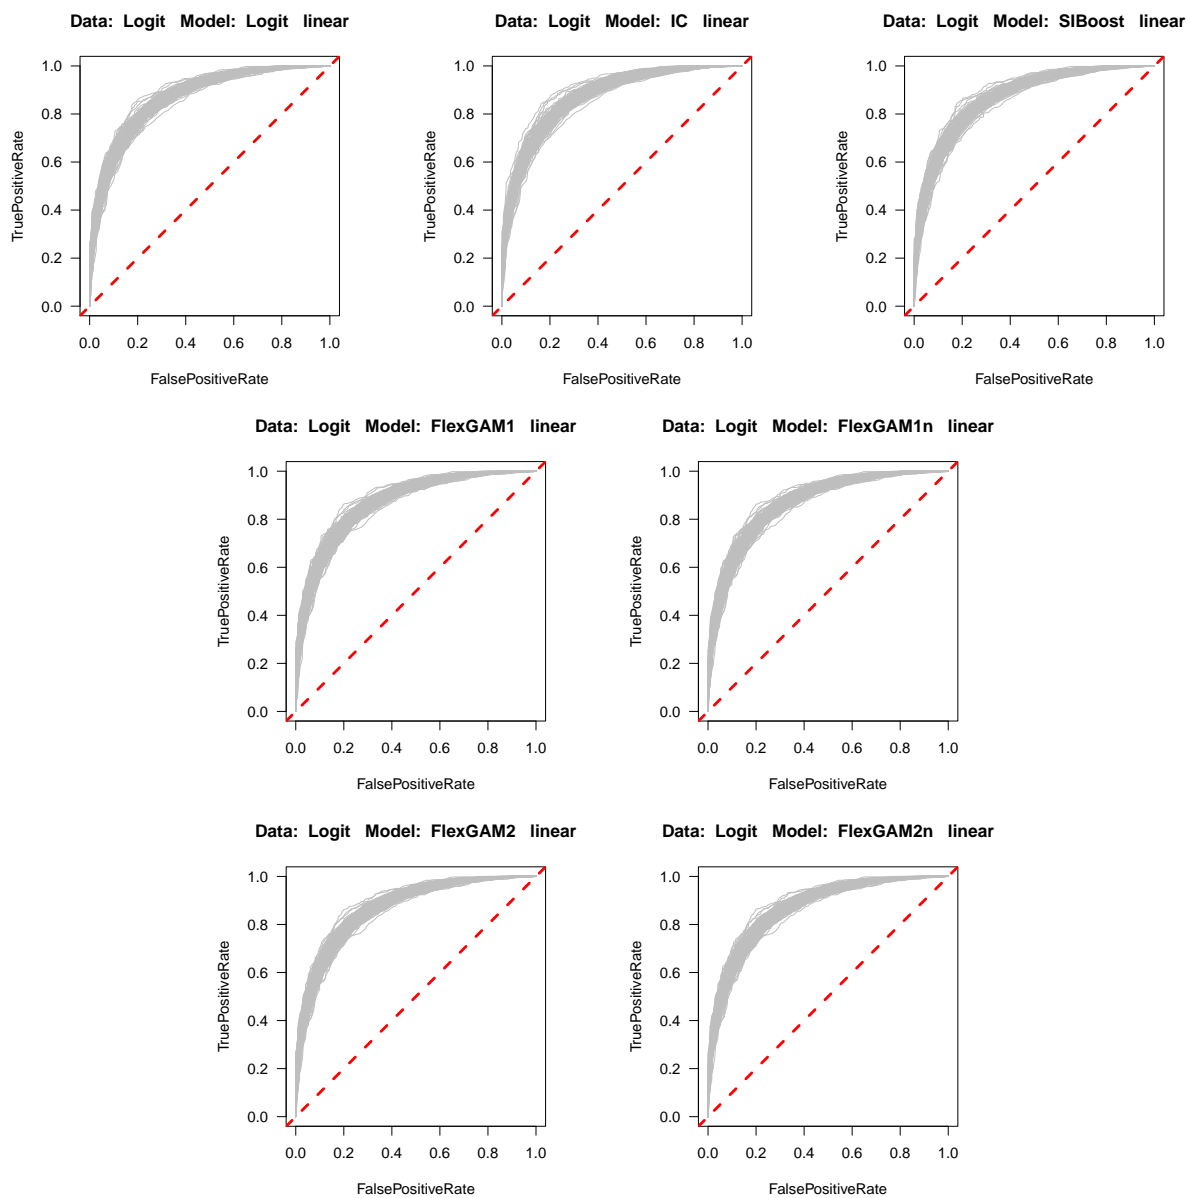 Data: Logit Model: Logit linear
Data: Logit Model: IC linear
Data: Logit Model: SIBoost linear
TruePositiveRate
1.0
0.8
0.6
0.4
0.2
0.0
0.0 0.2 0.4 0.6 0.8 1.0
FalsePositiveRate
TruePositiveRate
1.0
0.8
0.6
0.4
0.2
0.0
0.0 0.2 0.4 0.6 0.8 1.0
FalsePositiveRate
TruePositiveRate
1.0
0.8
0.6
0.4
0.2
0.0
0.0 0.2 0.4 0.6 0.8 1.0
FalsePositiveRate
Data: Logit Model: FlexGAM1 linear
Data: Logit Model: FlexGAM1n linear
TruePositiveRate
1.0
0.8
0.6
0.4
0.2
0.0
0.0 0.2 0.4 0.6 0.8 1.0
FalsePositiveRate
TruePositiveRate
1.0
0.8
0.6
0.4
0.2
0.0
0.0 0.2 0.4 0.6 0.8 1.0
FalsePositiveRate
Data: Logit Model: FlexGAM2 linear
Data: Logit Model: FlexGAM2n linear
TruePositiveRate
1.0
0.8
0.6
0.4
0.2
0.0
0.0 0.2 0.4 0.6 0.8 1.0
FalsePositiveRate
TruePositiveRate
1.0
0.8
0.6
0.4
0.2
0.0
0.0 0.2 0.4 0.6 0.8 1.0
FalsePositiveRate